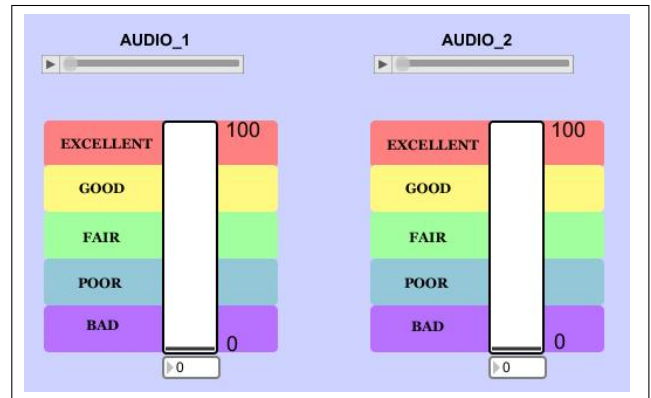 AUDIO_1
AUDIO_2
100
100
EXCELLENT
EXCELLENT
GOOD
GOOD
FAIR
FAIR
POOR
POOR
BAD
BAD
0
0
0
0